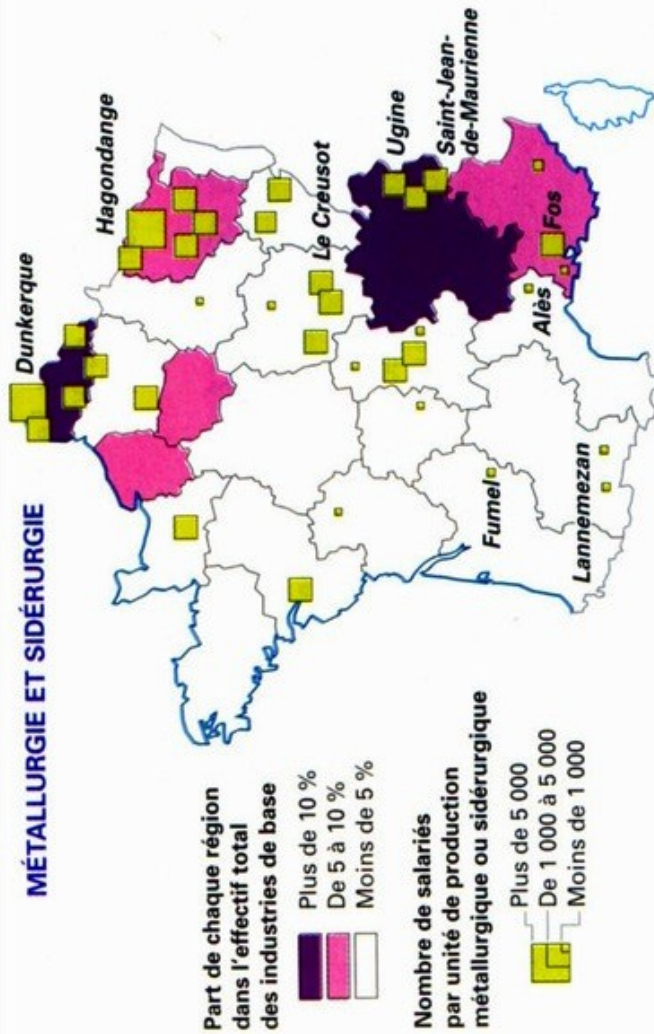 MÉTALLURGIE ET SIDÉRURGIE
Dunkerque
Hagondange
Le Creusot
Ugine
Saint-Jean-
de-Maurienne
Fos
Alès
Fumel
Lannemezan
Part de chaque région
dans l'effectif total
des industries de base
Plus de 10 %
De 5 à 10 %
Moins de 5 %
Nombre de salariés
par unité de production
métallurgique ou sidérurgique
Plus de 5 000
De 1 000 à 5 000
Moins de 1 000